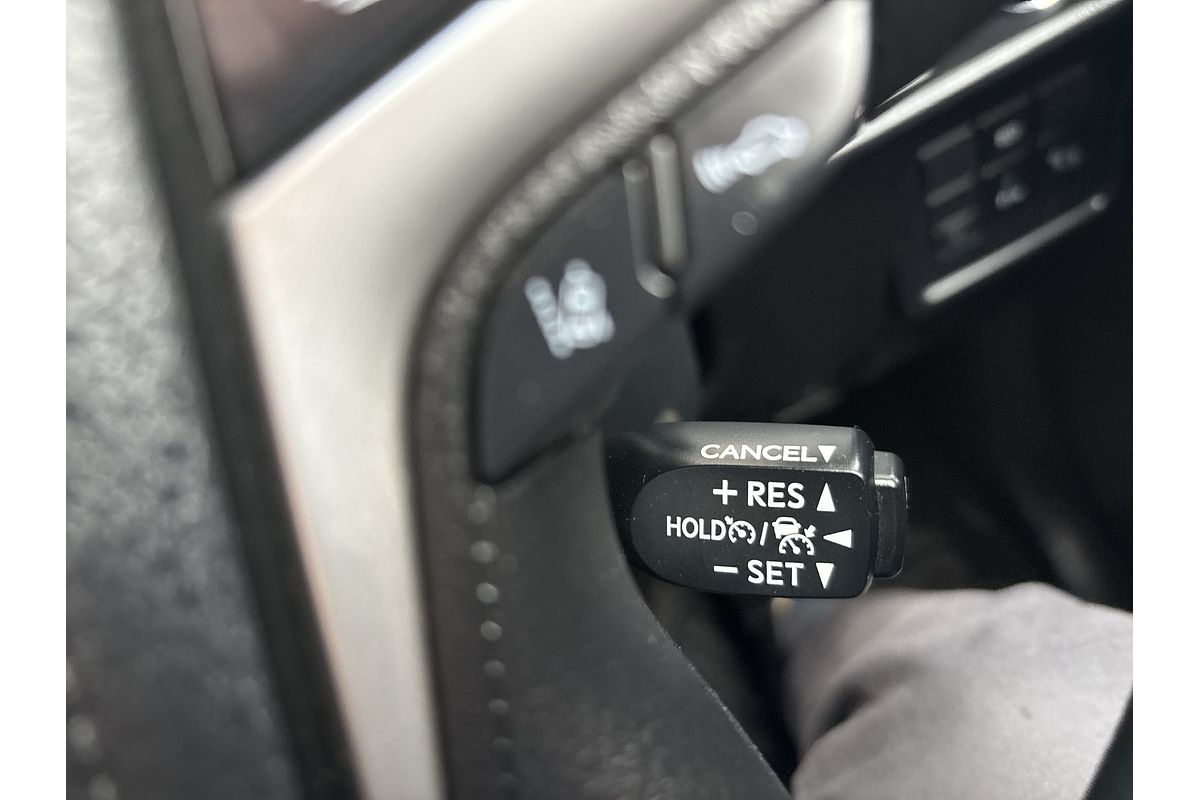 CANCEL▼
+ RES ▲
HOLD / ◀
– SET ▼